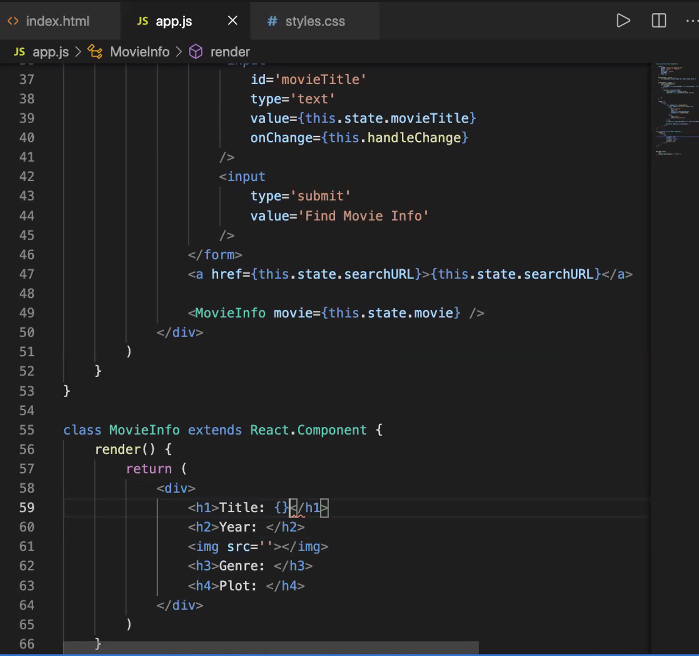 index.html
JS app.js
# styles.css
JS app.js > MovieInfo > render
37 id='movieTitle'
38 type='text'
39 value={this.state.movieTitle}
40 onChange={this.handleChange}
41 />
42 <input
43 type='submit'
44 value='Find Movie Info'
45 />
46 </form>
47 <a href={this.state.searchURL}>{this.state.searchURL}</a>
48
49 <MovieInfo movie={this.state.movie} />
50 </div>
51 )
52 }
53 }
54
55 class MovieInfo extends React.Component {
56 render() {
57 return (
58 <div>
59 <h1>Title: {}</h1>
60 <h2>Year: </h2>
61 <img src=''></img>
62 <h3>Genre: </h3>
63 <h4>Plot: </h4>
64 </div>
65 )
66 }